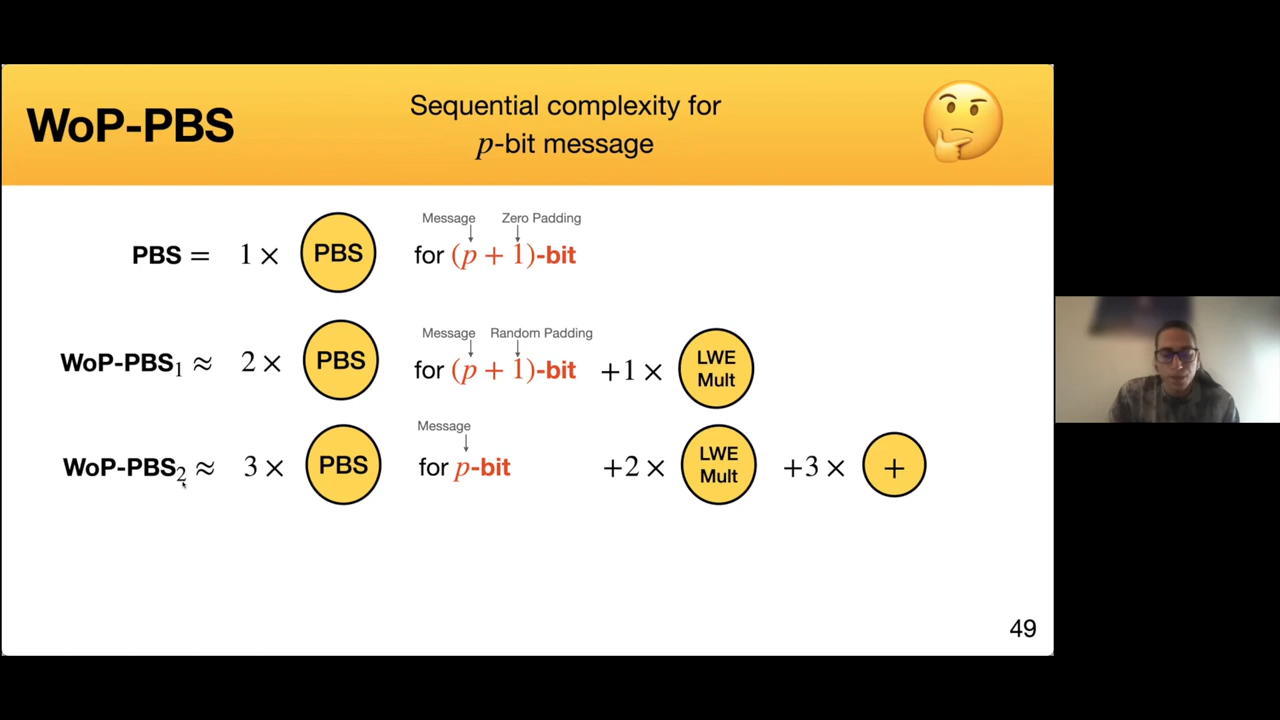 WoP-PBS
Sequential complexity for
p-bit message
Message Zero Padding
PBS = 1 × PBS for (p + 1)-bit
Message Random Padding
WoP-PBS₁ ≈ 2 × PBS for (p + 1)-bit +1 × LWE Mult
Message
WoP-PBS₂ ≈ 3 × PBS for p-bit +2 × LWE Mult +3 × +
49